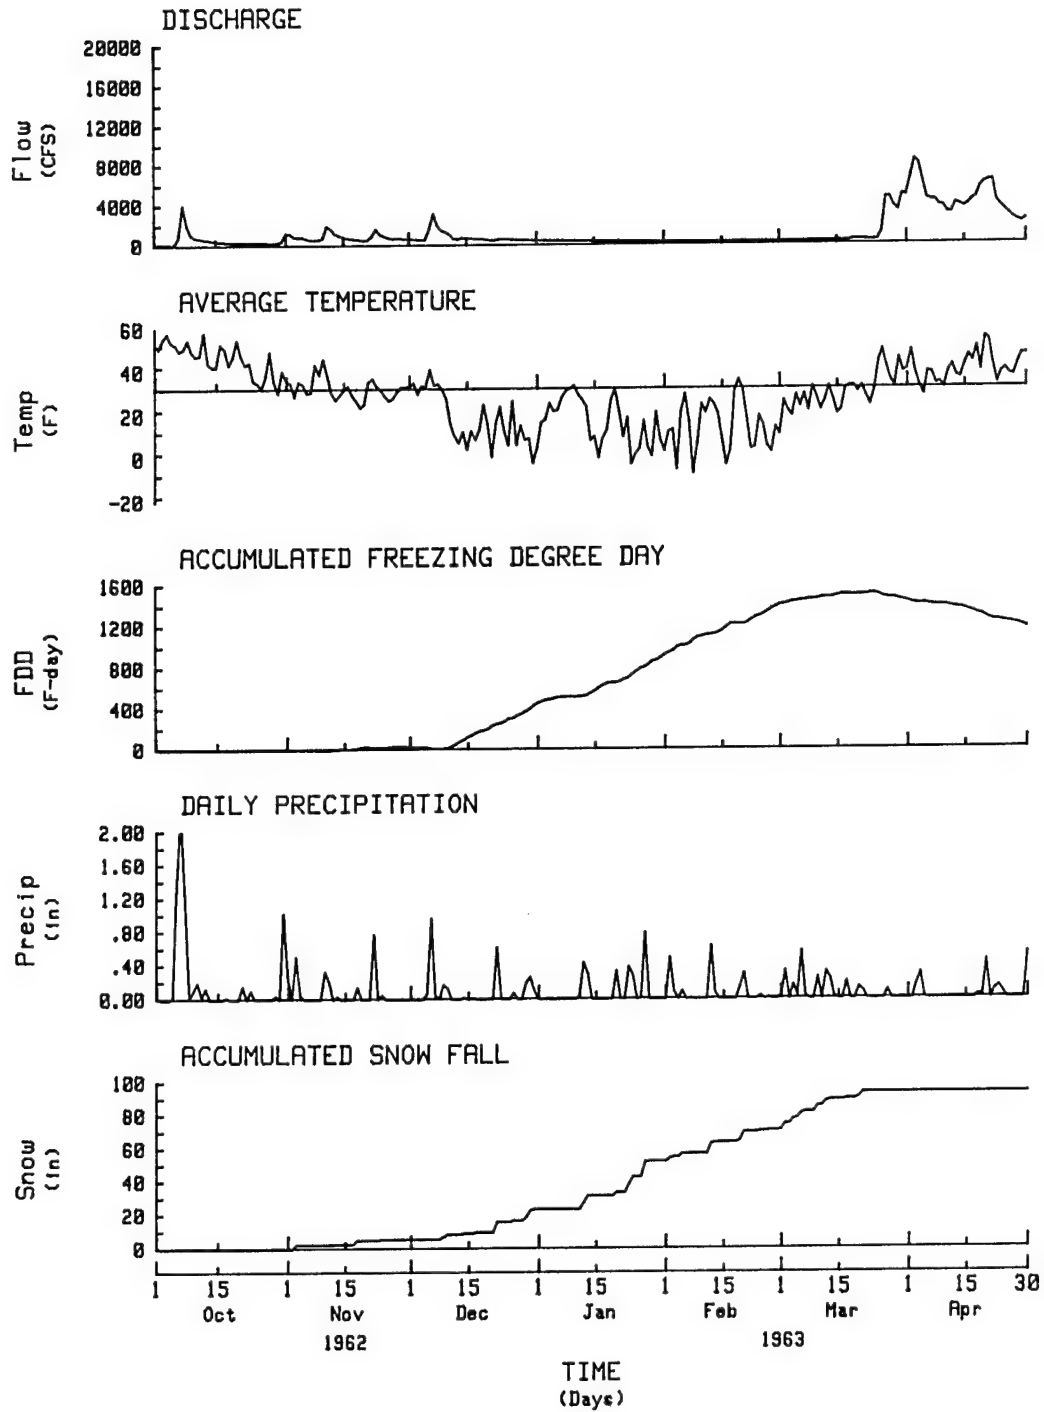 DISCHARGE
20000
16000
12000
8000
4000
0
Flow
(CFS)
AVERAGE TEMPERATURE
60
40
20
0
-20
Temp
(F)
ACCUMULATED FREEZING DEGREE DAY
1600
1200
800
400
0
FDD
(F-day)
DAILY PRECIPITATION
2.00
1.60
1.20
.80
.40
0.00
Precip
(in)
ACCUMULATED SNOW FALL
100
80
60
40
20
0
Snow
(in)
1 15 1 15 1 15 1 15 1 15 1 15 1 15 30
Oct Nov Dec Jan Feb Mar Apr
1962 1963
TIME
(Days)